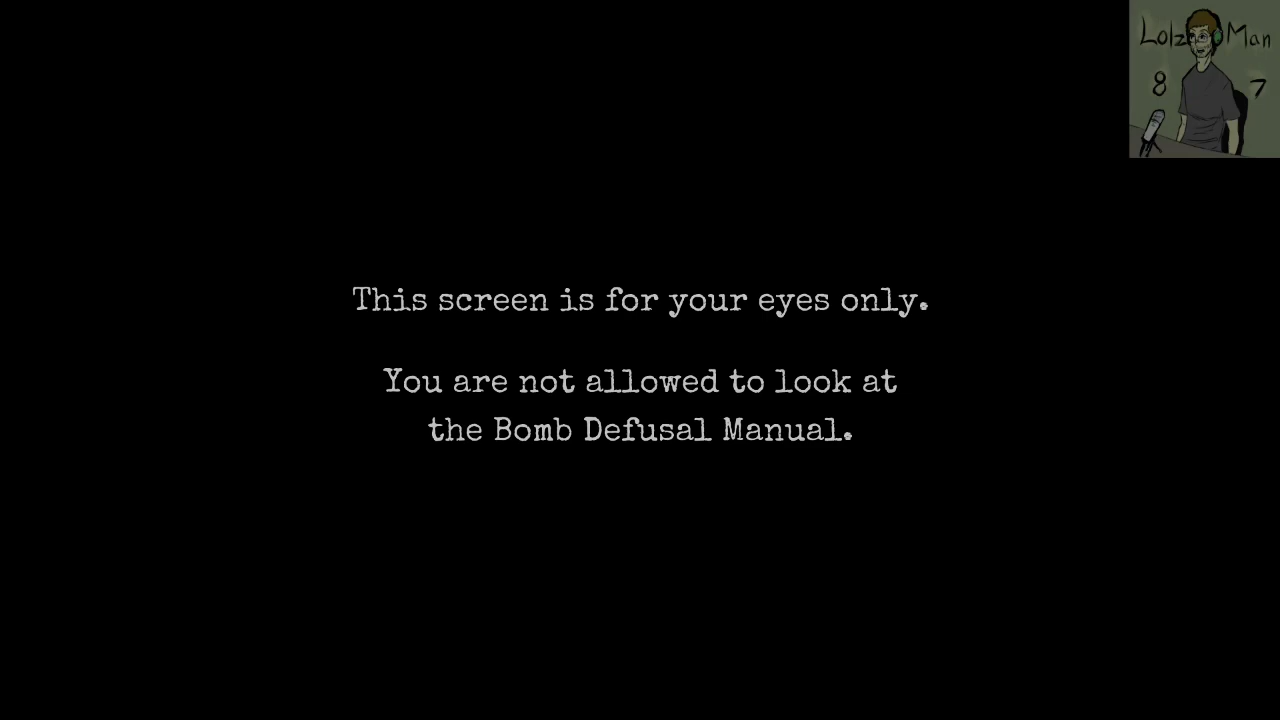 Lolz Man
8 7
This screen is for your eyes only.
You are not allowed to look at
the Bomb Defusal Manual.